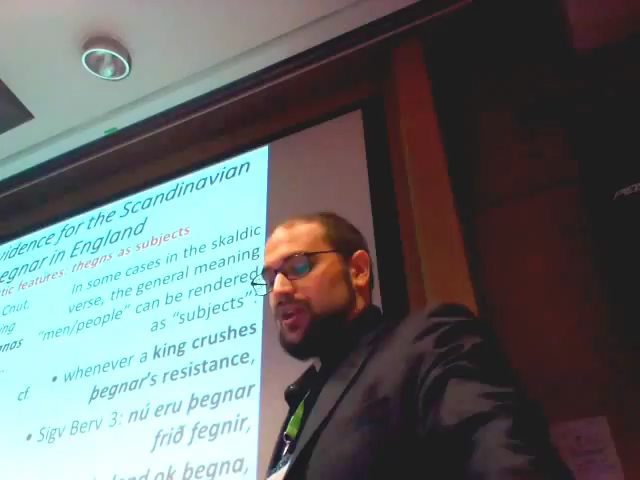 vidence for the Scandinavian
egnar in England
tic features: thegns as subjects
Cnut.
In some cases in the skaldic
verse, the general meaning
"men/people" can be rendered
as "subjects":
cf.
• whenever a king crushes
þegnar's resistance,
• Sigv Berv 3: nú eru þegnar
frið fegnir,
ok þegna,